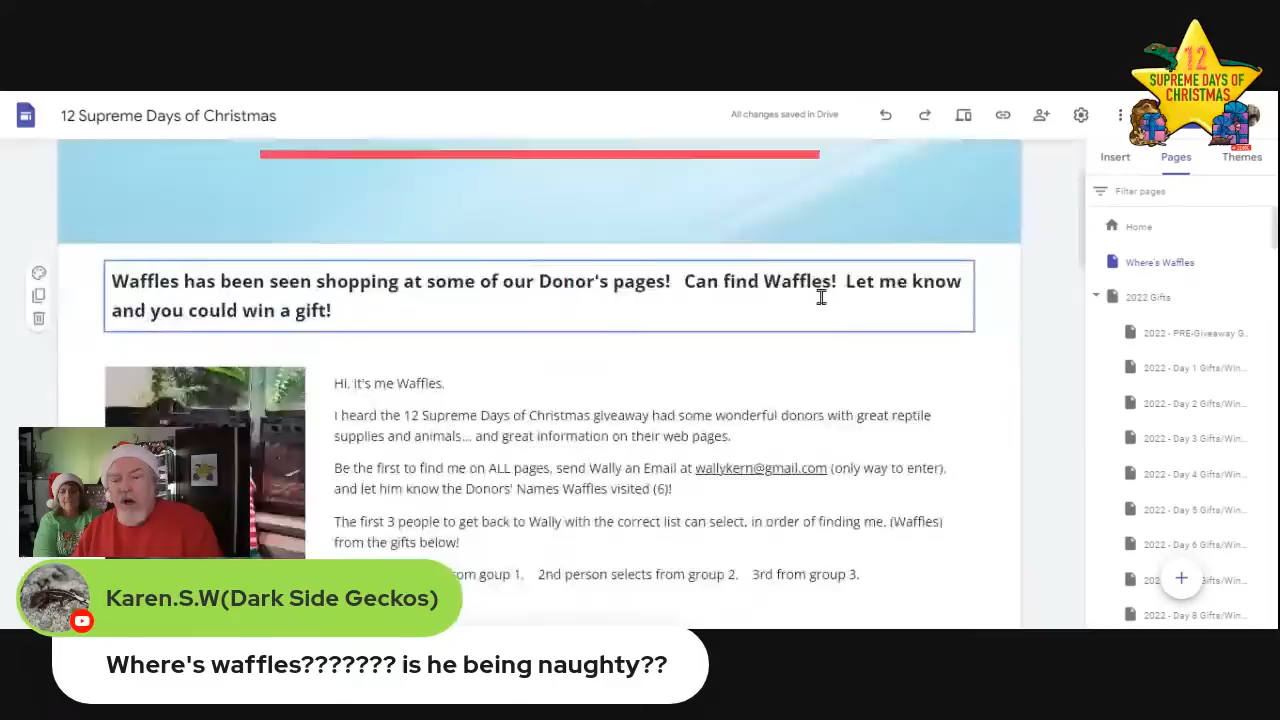 12
SUPREME DAYS OF
CHRISTMAS
12 Supreme Days of Christmas
All changes saved in Drive
Insert
Pages
Themes
Filter pages
Home
Where's Waffles
2022 Gifts
2022 - PRE-Giveaway G...
2022 - Day 1 Gifts/Win...
2022 - Day 2 Gifts/Win...
2022 - Day 3 Gifts/Win...
2022 - Day 4 Gifts/Win...
2022 - Day 5 Gifts/Win...
2022 - Day 6 Gifts/Win...
202 ifts/Win...
2022 - Day 8 Gifts/Win...
Waffles has been seen shopping at some of our Donor's pages! Can find Waffles! Let me know
and you could win a gift!
Hi, it's me Waffles.
I heard the 12 Supreme Days of Christmas giveaway had some wonderful donors with great reptile
supplies and animals... and great information on their web pages.
Be the first to find me on ALL pages, send Wally an Email at wallykern@gmail.com (only way to enter),
and let him know the Donors' Names Waffles visited (6)!
The first 3 people to get back to Wally with the correct list can select, in order of finding me, (Waffles)
from the gifts below!
om goup 1, 2nd person selects from group 2, 3rd from group 3.
Karen.S.W(Dark Side Geckos)
Where's waffles??????? is he being naughty??